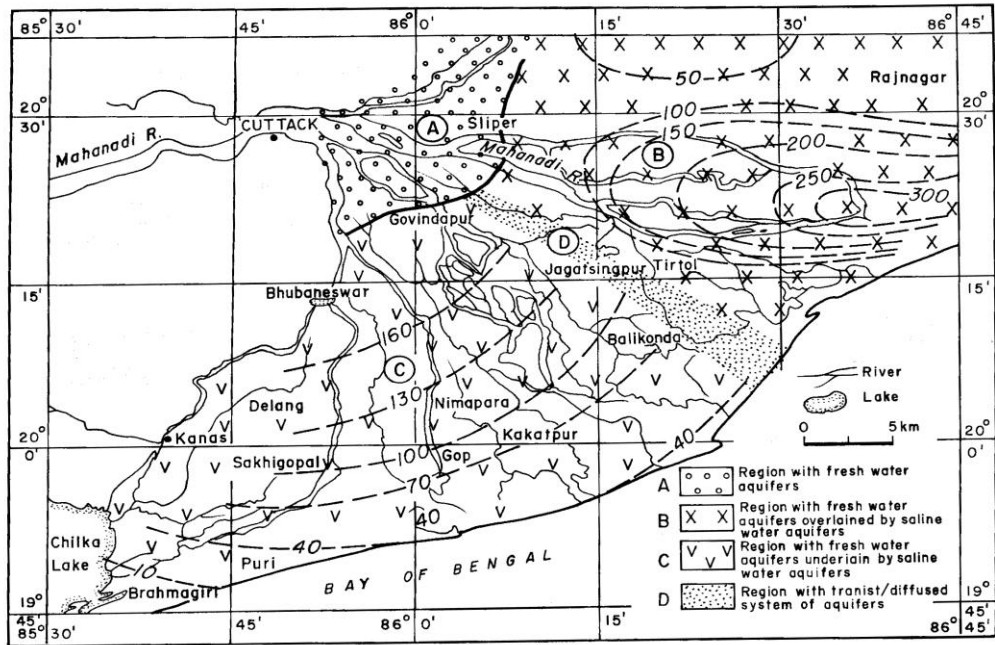 85° 30' 45' 86° 0' 15' 30' 86° 45'
20° 30'
20° 30'
50
Rajnagar
100
150
200
250
300
CUTTACK
Mahanadi R.
A
Sliper
Mahanadi R.
B
Govindapur
D
Jagatsingpur Tirtol
15'
15'
Bhubaneswar
160
C
Balikonda
130
Delang
Nimapara
Kanas
Kakatpur
40
20° 0'
20° 0'
Sakhigopal
100
Gop
70
40
40
Chilka
Lake
10
Puri
Brahmagiri
BAY OF BENGAL
River
Lake
0 5 km
A Region with fresh water
aquifers
B Region with fresh water
aquifers overlained by saline
water aquifers
C Region with fresh water
aquifers underlain by saline
water aquifers
D Region with tranist/diffused
system of aquifers
19° 45'
19° 45'
85° 30' 45' 86° 0' 15' 86° 45'